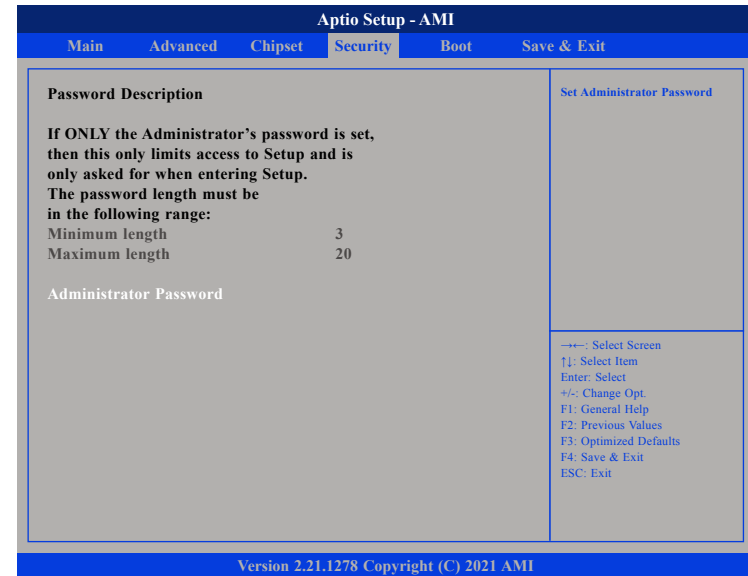 Aptio Setup - AMI
Main Advanced Chipset Security Boot Save & Exit
Password Description
If ONLY the Administrator's password is set,
then this only limits access to Setup and is
only asked for when entering Setup.
The password length must be
in the following range:
Minimum length 3
Maximum length 20
Administrator Password
Set Administrator Password
→←: Select Screen
↑↓: Select Item
Enter: Select
+/-: Change Opt.
F1: General Help
F2: Previous Values
F3: Optimized Defaults
F4: Save & Exit
ESC: Exit
Version 2.21.1278 Copyright (C) 2021 AMI